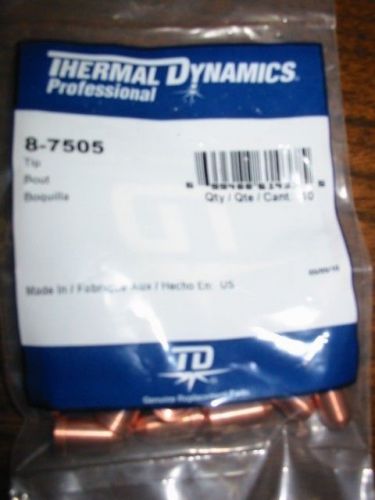 THERMAL DYNAMICS®
Professional
8-7505
Tip
Bout
Boquilla
Qty / Qte / Cant: 10
Made In / Fabrique Aux / Hecho En: US
TD
Genuine Replacement Parts